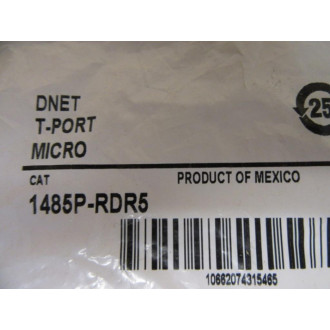 DNET
T-PORT
MICRO
25
CAT
PRODUCT OF MEXICO
1485P-RDR5
10662074315465